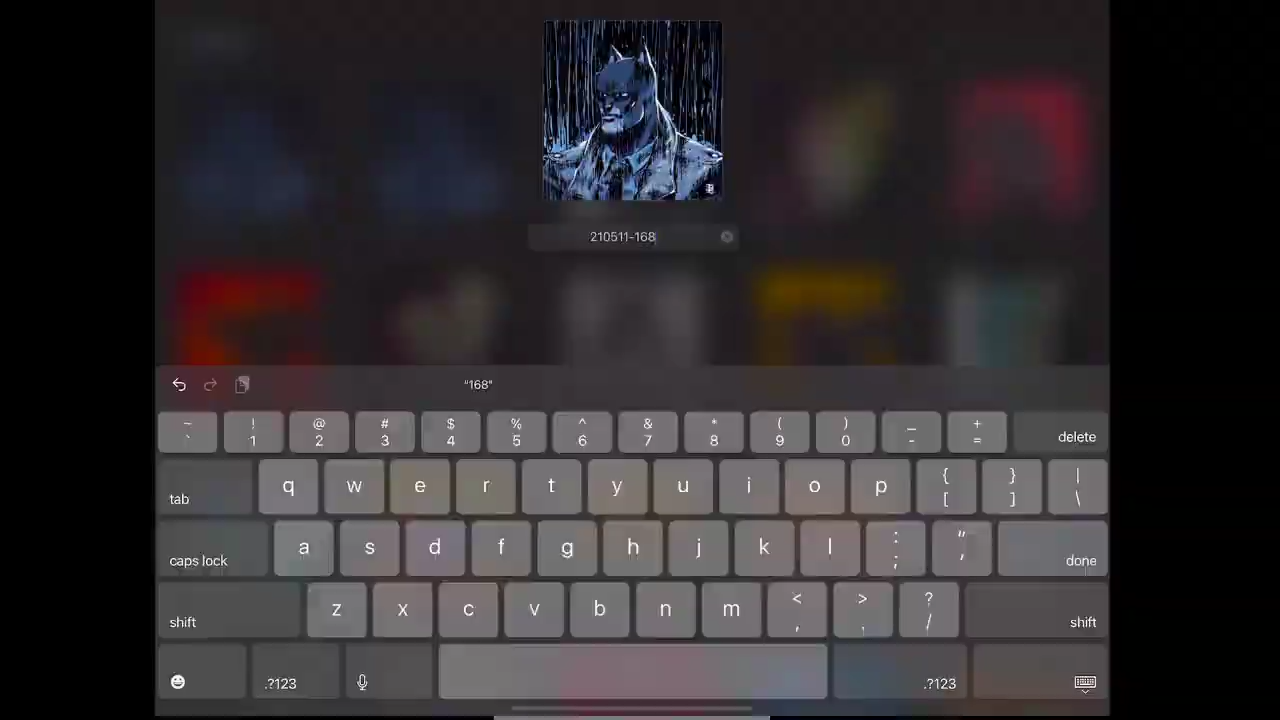 210511-168
"168"
~ ! @ # $ % ^ & * ( ) _ +
` 1 2 3 4 5 6 7 8 9 0 - = delete
tab q w e r t y u i o p { [ } ] | \
caps lock a s d f g h j k l : ; " ' done
shift z x c v b n m < , > . ? / shift
.?123 .?123